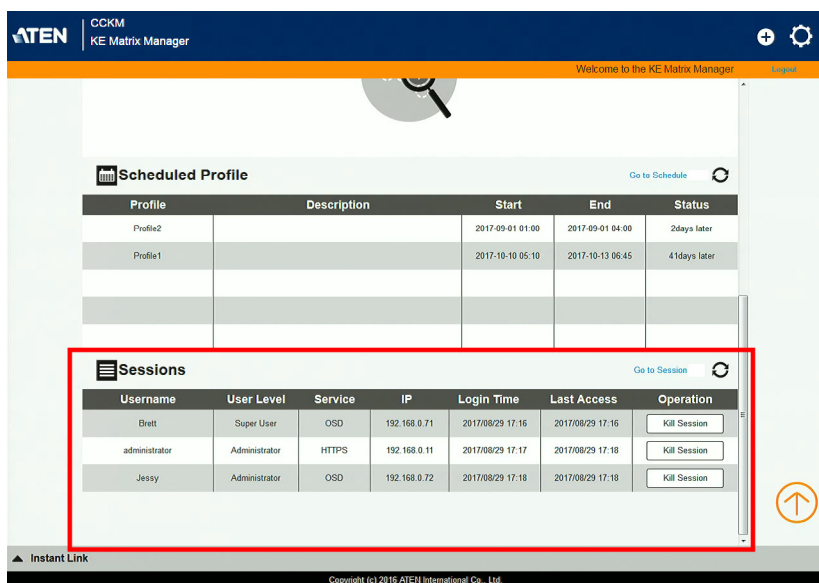 ATEN
CCKM
KE Matrix Manager
Welcome to the KE Matrix Manager Logout
Scheduled Profile Go to Schedule
Profile Description Start End Status
Profile2 2017-09-01 01:00 2017-09-01 04:00 2days later
Profile1 2017-10-10 05:10 2017-10-13 06:45 41days later
Sessions Go to Session
Username User Level Service IP Login Time Last Access Operation
Brett Super User OSD 192.168.0.71 2017/08/29 17:16 2017/08/29 17:16 Kill Session
administrator Administrator HTTPS 192.168.0.11 2017/08/29 17:17 2017/08/29 17:18 Kill Session
Jessy Administrator OSD 192.168.0.72 2017/08/29 17:18 2017/08/29 17:18 Kill Session
Instant Link
Copyright (c) 2016 ATEN International Co., Ltd.